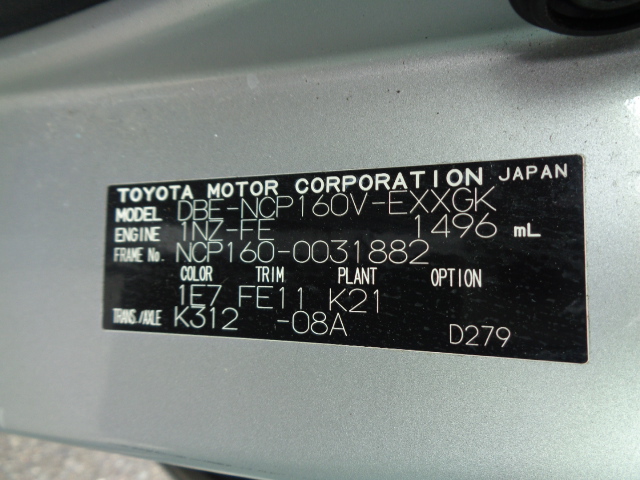 TOYOTA MOTOR CORPORATION JAPAN
MODEL DBE-NCP160V-EXXGK
ENGINE 1NZ-FE 1496 mL
FRAME No. NCP160-0031882
COLOR TRIM PLANT OPTION
1E7 FE11 K21
TRANS./AXLE K312 -08A
D279